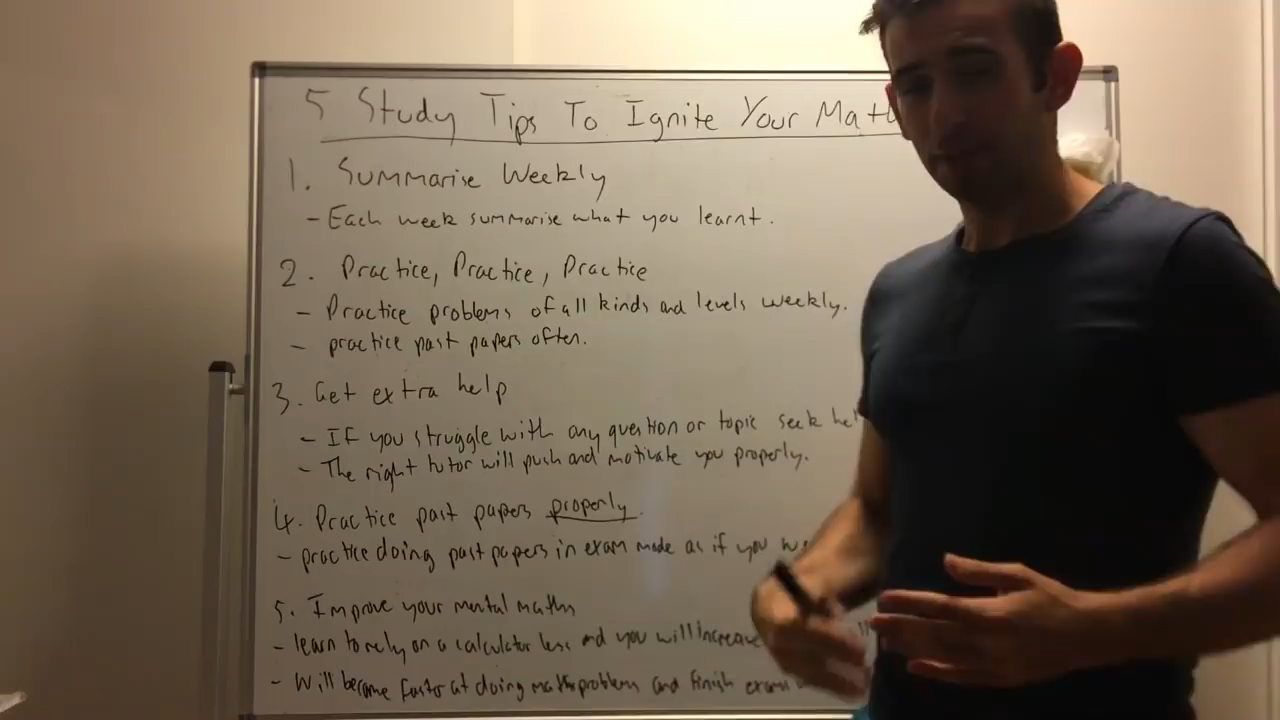 5 Study Tips To Ignite Your Math
1. Summarise Weekly
- Each week summarise what you learnt.
2. Practice, Practice, Practice
- Practice problems of all kinds and levels weekly.
- practice past papers often.
3. Get extra help
- If you struggle with any question or topic seek hel
- The right tutor will push and motivate you properly.
4. Practice past papers properly.
- practice doing past papers in exam mode as if you we
5. Improve your mental maths
- learn to rely on a calculator less and you will increase
- Will become faster at doing maths problems and finish exams